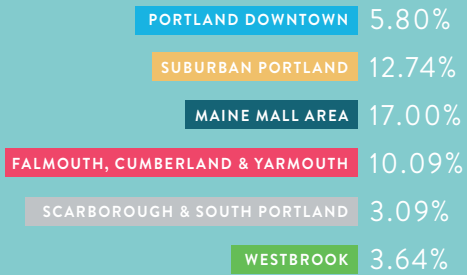 PORTLAND DOWNTOWN 5.80%
SUBURBAN PORTLAND 12.74%
MAINE MALL AREA 17.00%
FALMOUTH, CUMBERLAND & YARMOUTH 10.09%
SCARBOROUGH & SOUTH PORTLAND 3.09%
WESTBROOK 3.64%